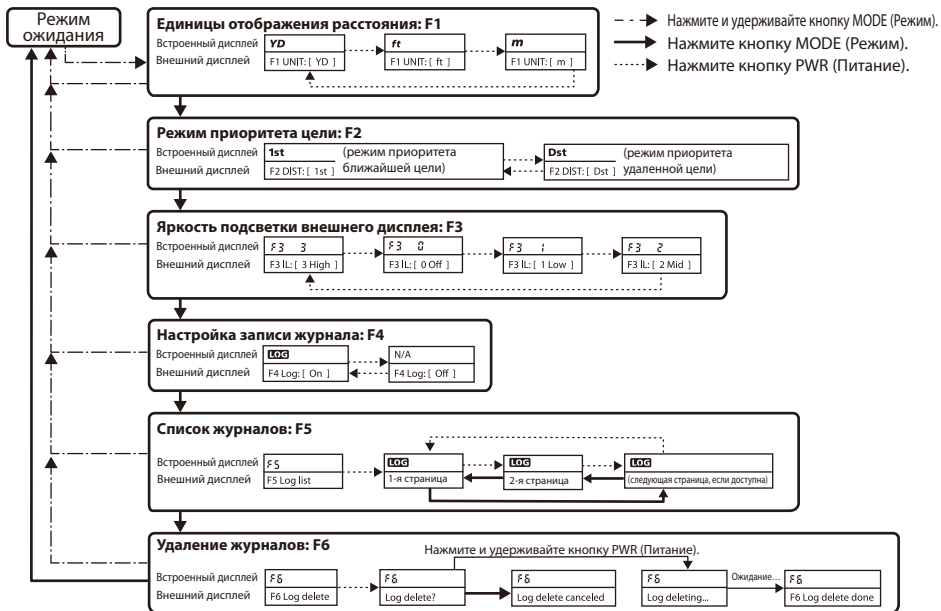 Режим
ожидания
Нажмите и удерживайте кнопку MODE (Режим).
Нажмите кнопку MODE (Режим).
Нажмите кнопку PWR (Питание).
Единицы отображения расстояния: F1
Встроенный дисплей YD ft m
Внешний дисплей F1 UNIT: [ YD ] F1 UNIT: [ ft ] F1 UNIT: [ m ]
Режим приоритета цели: F2
Встроенный дисплей 1st (режим приоритета Dst (режим приоритета
Внешний дисплей F2 DIST: [ 1st ] ближайшей цели) F2 DIST: [ Dst ] удаленной цели)
Яркость подсветки внешнего дисплея: F3
Встроенный дисплей F3 3 F3 0 F3 1 F3 2
Внешний дисплей F3 IL: [ 3 High ] F3 IL: [ 0 Off ] F3 IL: [ 1 Low ] F3 IL: [ 2 Mid ]
Настройка записи журнала: F4
Встроенный дисплей LOG N/A
Внешний дисплей F4 Log: [ On ] F4 Log: [ Off ]
Список журналов: F5
Встроенный дисплей F5 LOG LOG LOG
Внешний дисплей F5 Log list 1-я страница 2-я страница (следующая страница, если доступна)
Удаление журналов: F6
Нажмите и удерживайте кнопку PWR (Питание).
Встроенный дисплей F6 F6 F6 F6 Ожидание... F6
Внешний дисплей F6 Log delete Log delete? Log delete canceled Log deleting... F6 Log delete done